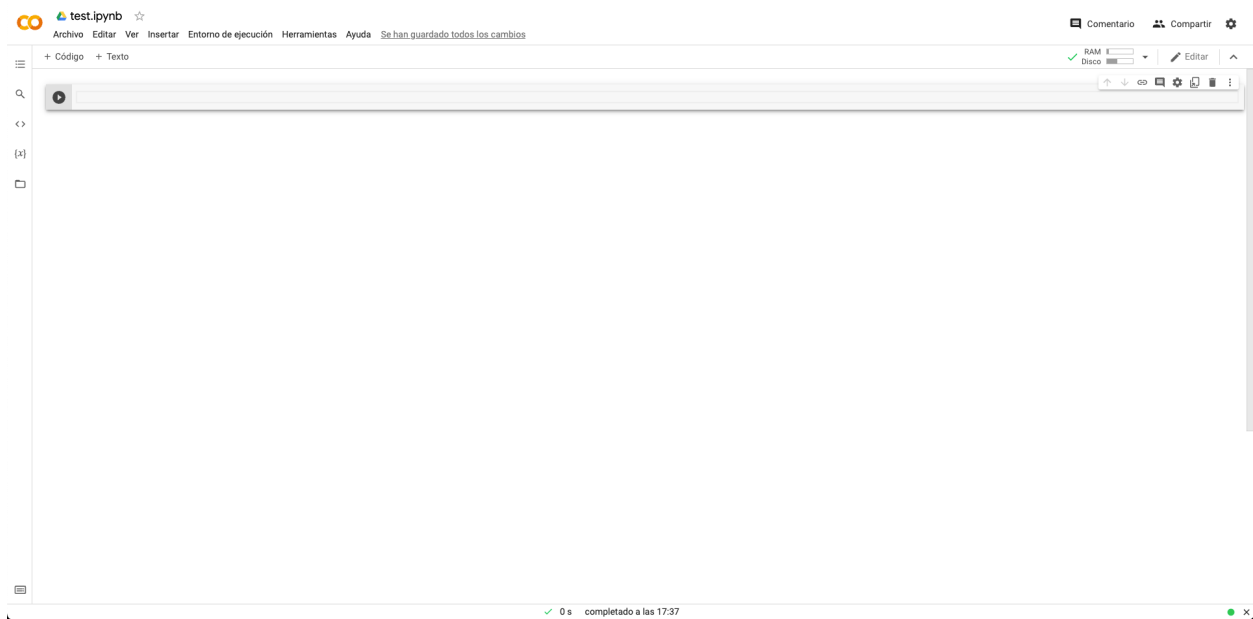 test.ipynb
Archivo Editar Ver Insertar Entorno de ejecución Herramientas Ayuda Se han guardado todos los cambios
Comentario Compartir
+ Código + Texto
RAM
Disco
Editar
{x}
0 s completado a las 17:37